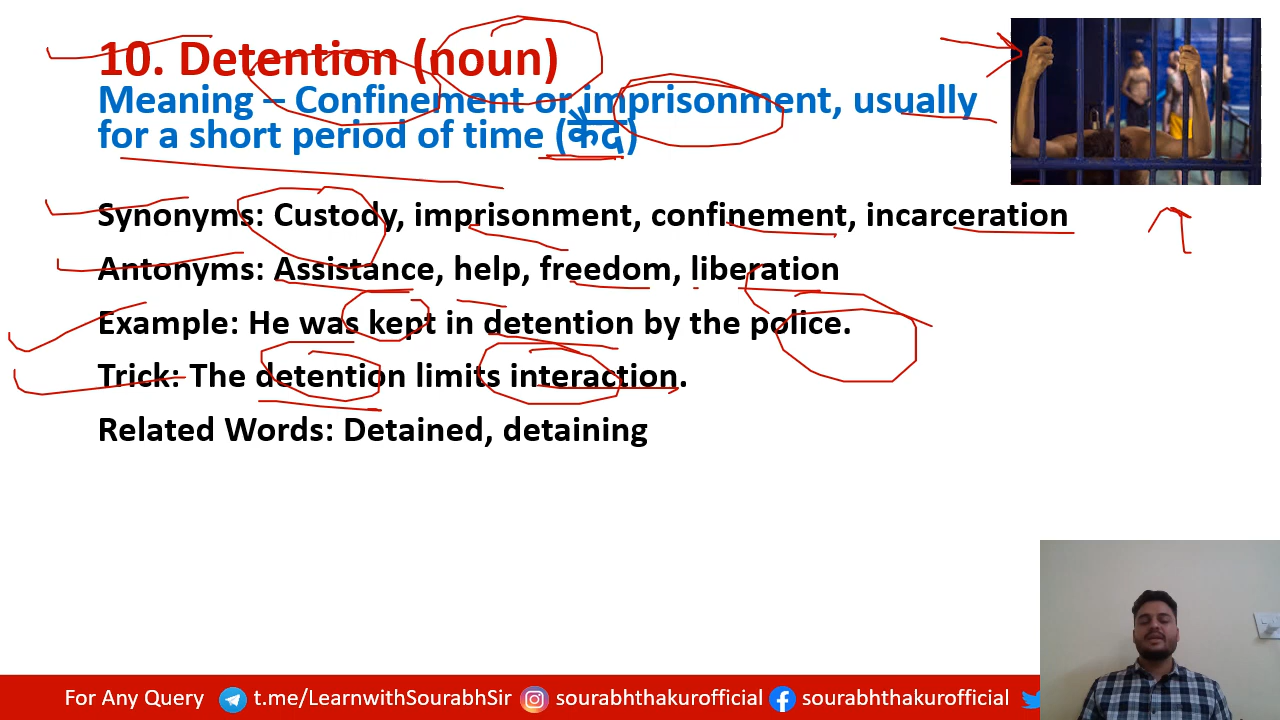 10. Detention (noun)
Meaning – Confinement or imprisonment, usually
for a short period of time (कैद)
Synonyms: Custody, imprisonment, confinement, incarceration
Antonyms: Assistance, help, freedom, liberation
Example: He was kept in detention by the police.
Trick: The detention limits interaction.
Related Words: Detained, detaining
For Any Query t.me/LearnwithSourabhSir sourabhthakurofficial sourabhthakurofficial